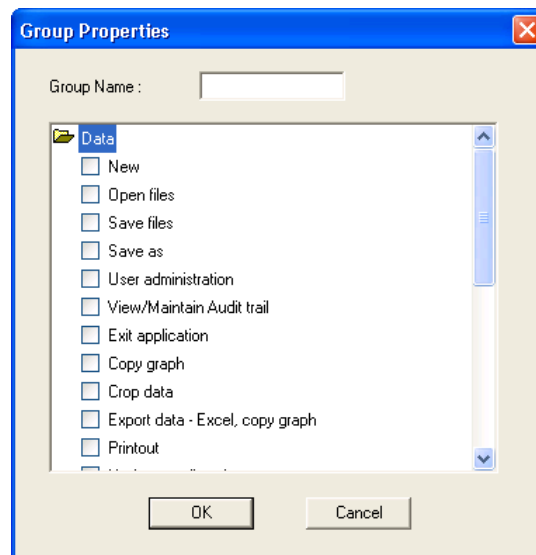 Group Properties
Group Name :
Data
New
Open files
Save files
Save as
User administration
View/Maintain Audit trail
Exit application
Copy graph
Crop data
Export data - Excel, copy graph
Printout
OK Cancel